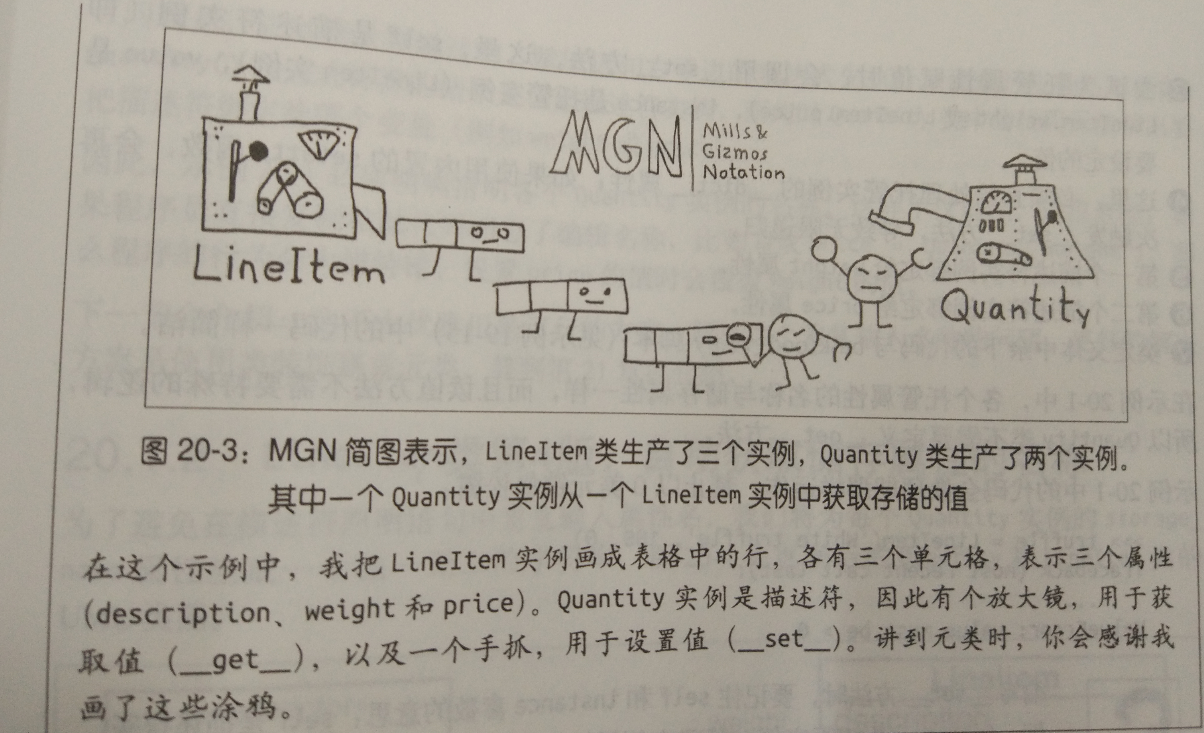 MGN
Mills &
Gizmos
Notation
LineItem
Quantity
图 20-3：MGN 简图表示，LineItem 类生产了三个实例，Quantity 类生产了两个实例。
其中一个 Quantity 实例从一个 LineItem 实例中获取存储的值
在这个示例中，我把 LineItem 实例画成表格中的行，各有三个单元格，表示三个属性
(description、weight 和 price)。Quantity 实例是描述符，因此有个放大镜，用于获
取值（__get__），以及一个手抓，用于设置值（__set__）。讲到元类时，你会感谢我
画了这些涂鸦。